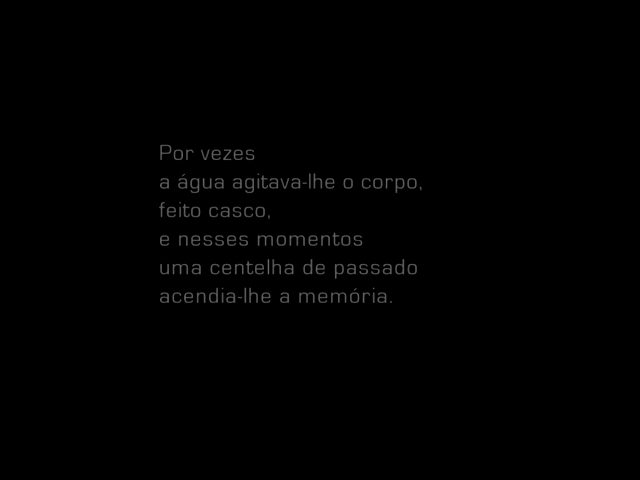 Por vezes
a água agitava-lhe o corpo,
feito casco,
e nesses momentos
uma centelha de passado
acendia-lhe a memória.